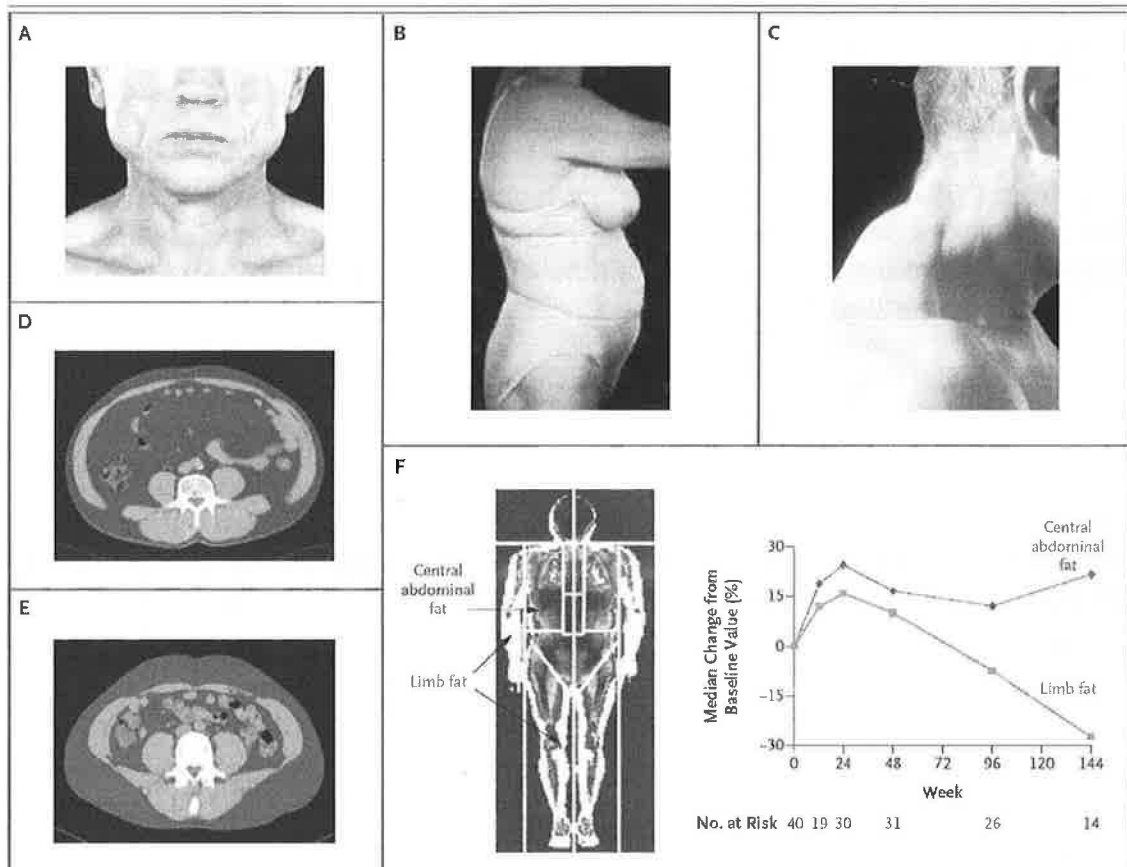 A
B
C
D
E
F
Central
abdominal
fat
Limb fat
Median Change from
Baseline Value (%)
30
15
0
−15
−30
Central
abdominal
fat
Limb fat
0 24 48 72 96 120 144
Week
No. at Risk 40 19 30 31 26 14